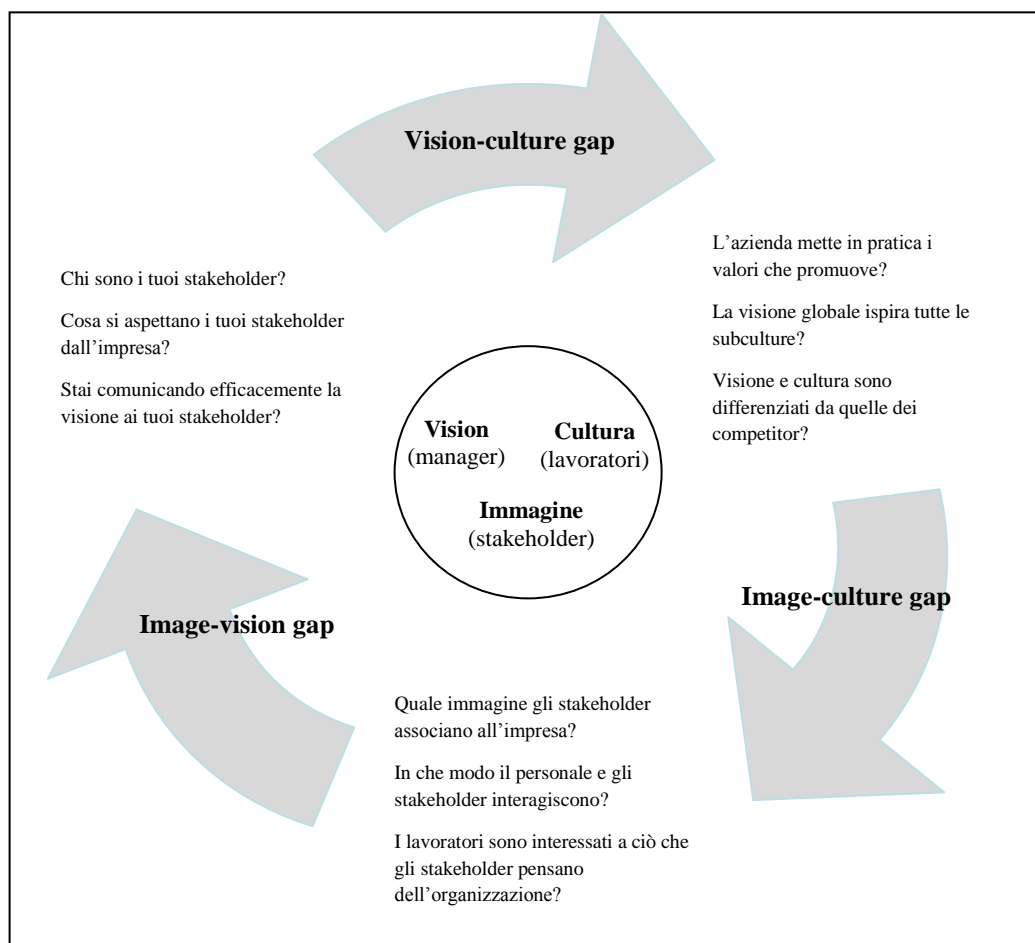 Vision-culture gap
Chi sono i tuoi stakeholder?
Cosa si aspettano i tuoi stakeholder
dall’impresa?
Stai comunicando efficacemente la
visione ai tuoi stakeholder?
L’azienda mette in pratica i
valori che promuove?
La visione globale ispira tutte le
subculture?
Visione e cultura sono
differenziati da quelle dei
competitor?
Vision
(manager)
Cultura
(lavoratori)
Immagine
(stakeholder)
Image-vision gap
Image-culture gap
Quale immagine gli stakeholder
associano all’impresa?
In che modo il personale e gli
stakeholder interagiscono?
I lavoratori sono interessati a ciò che
gli stakeholder pensano
dell’organizzazione?